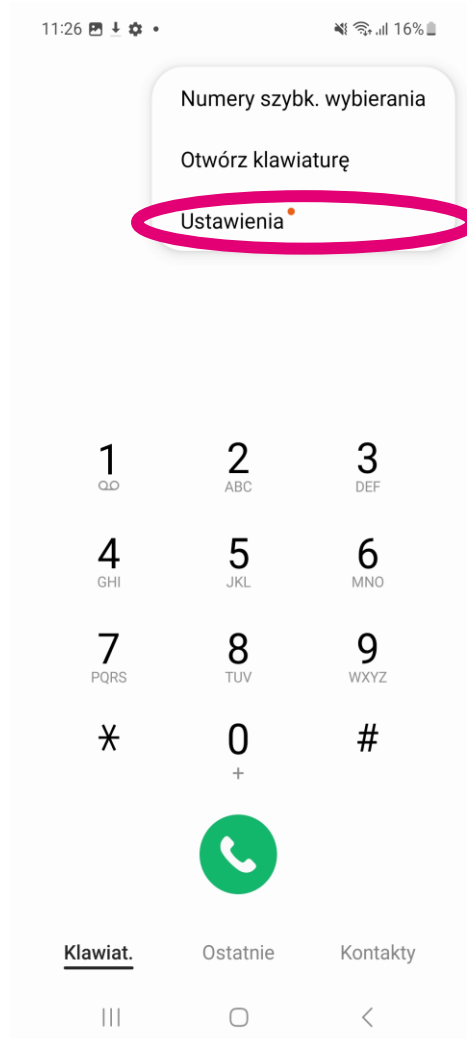 11:26 16%
Numery szybk. wybierania
Otwórz klawiaturę
Ustawienia
1 2 3
ABC DEF
4 5 6
GHI JKL MNO
7 8 9
PQRS TUV WXYZ
* 0 #
+
Klawiat. Ostatnie Kontakty